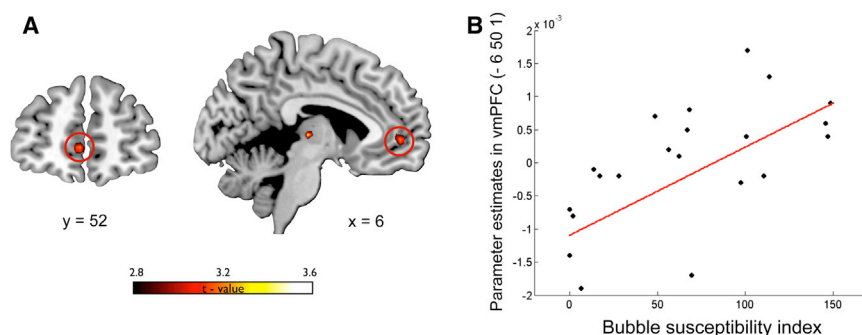 A
y = 52
x = 6
2.8 3.2 3.6
t - value
B
x 10⁻³
2
1.5
1
0.5
0
-0.5
-1
-1.5
-2
Parameter estimates in vmPFC (- 6 50 1)
0 50 100 150
Bubble susceptibility index